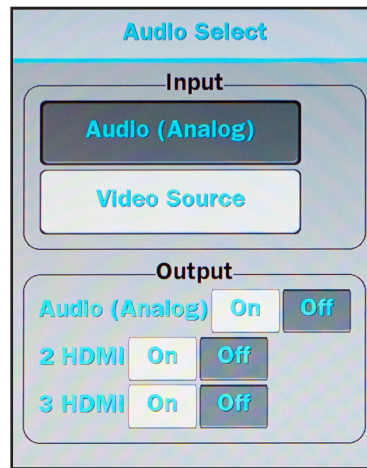 Audio Select
Input
Audio (Analog)
Video Source
Output
Audio (Analog) On Off
2 HDMI On Off
3 HDMI On Off